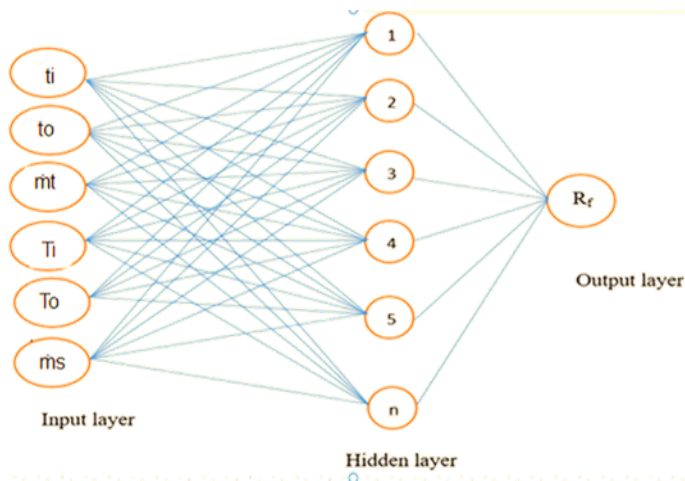 ti
to
ṁt
Ti
To
ṁs
Input layer
1
2
3
4
5
n
Hidden layer
Rf
Output layer